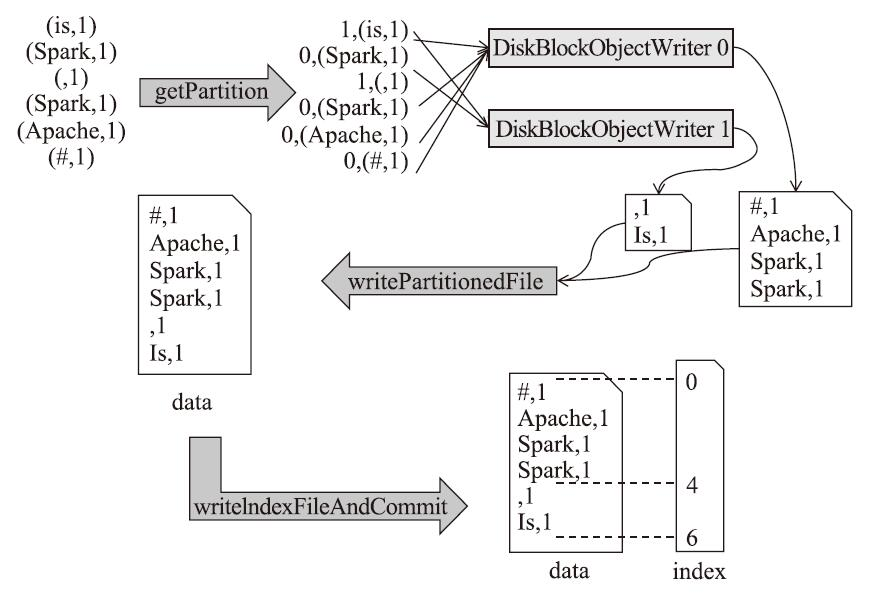 (is,1)
(Spark,1)
(,1)
(Spark,1)
(Apache,1)
(#,1)
getPartition
1,(is,1)
0,(Spark,1)
1,(,1)
0,(Spark,1)
0,(Apache,1)
0,(#,1)
DiskBlockObjectWriter 0
DiskBlockObjectWriter 1
,1
Is,1
#,1
Apache,1
Spark,1
Spark,1
writePartitionedFile
#,1
Apache,1
Spark,1
Spark,1
,1
Is,1
data
writeIndexFileAndCommit
#,1
Apache,1
Spark,1
Spark,1
,1
Is,1
data
0
4
6
index